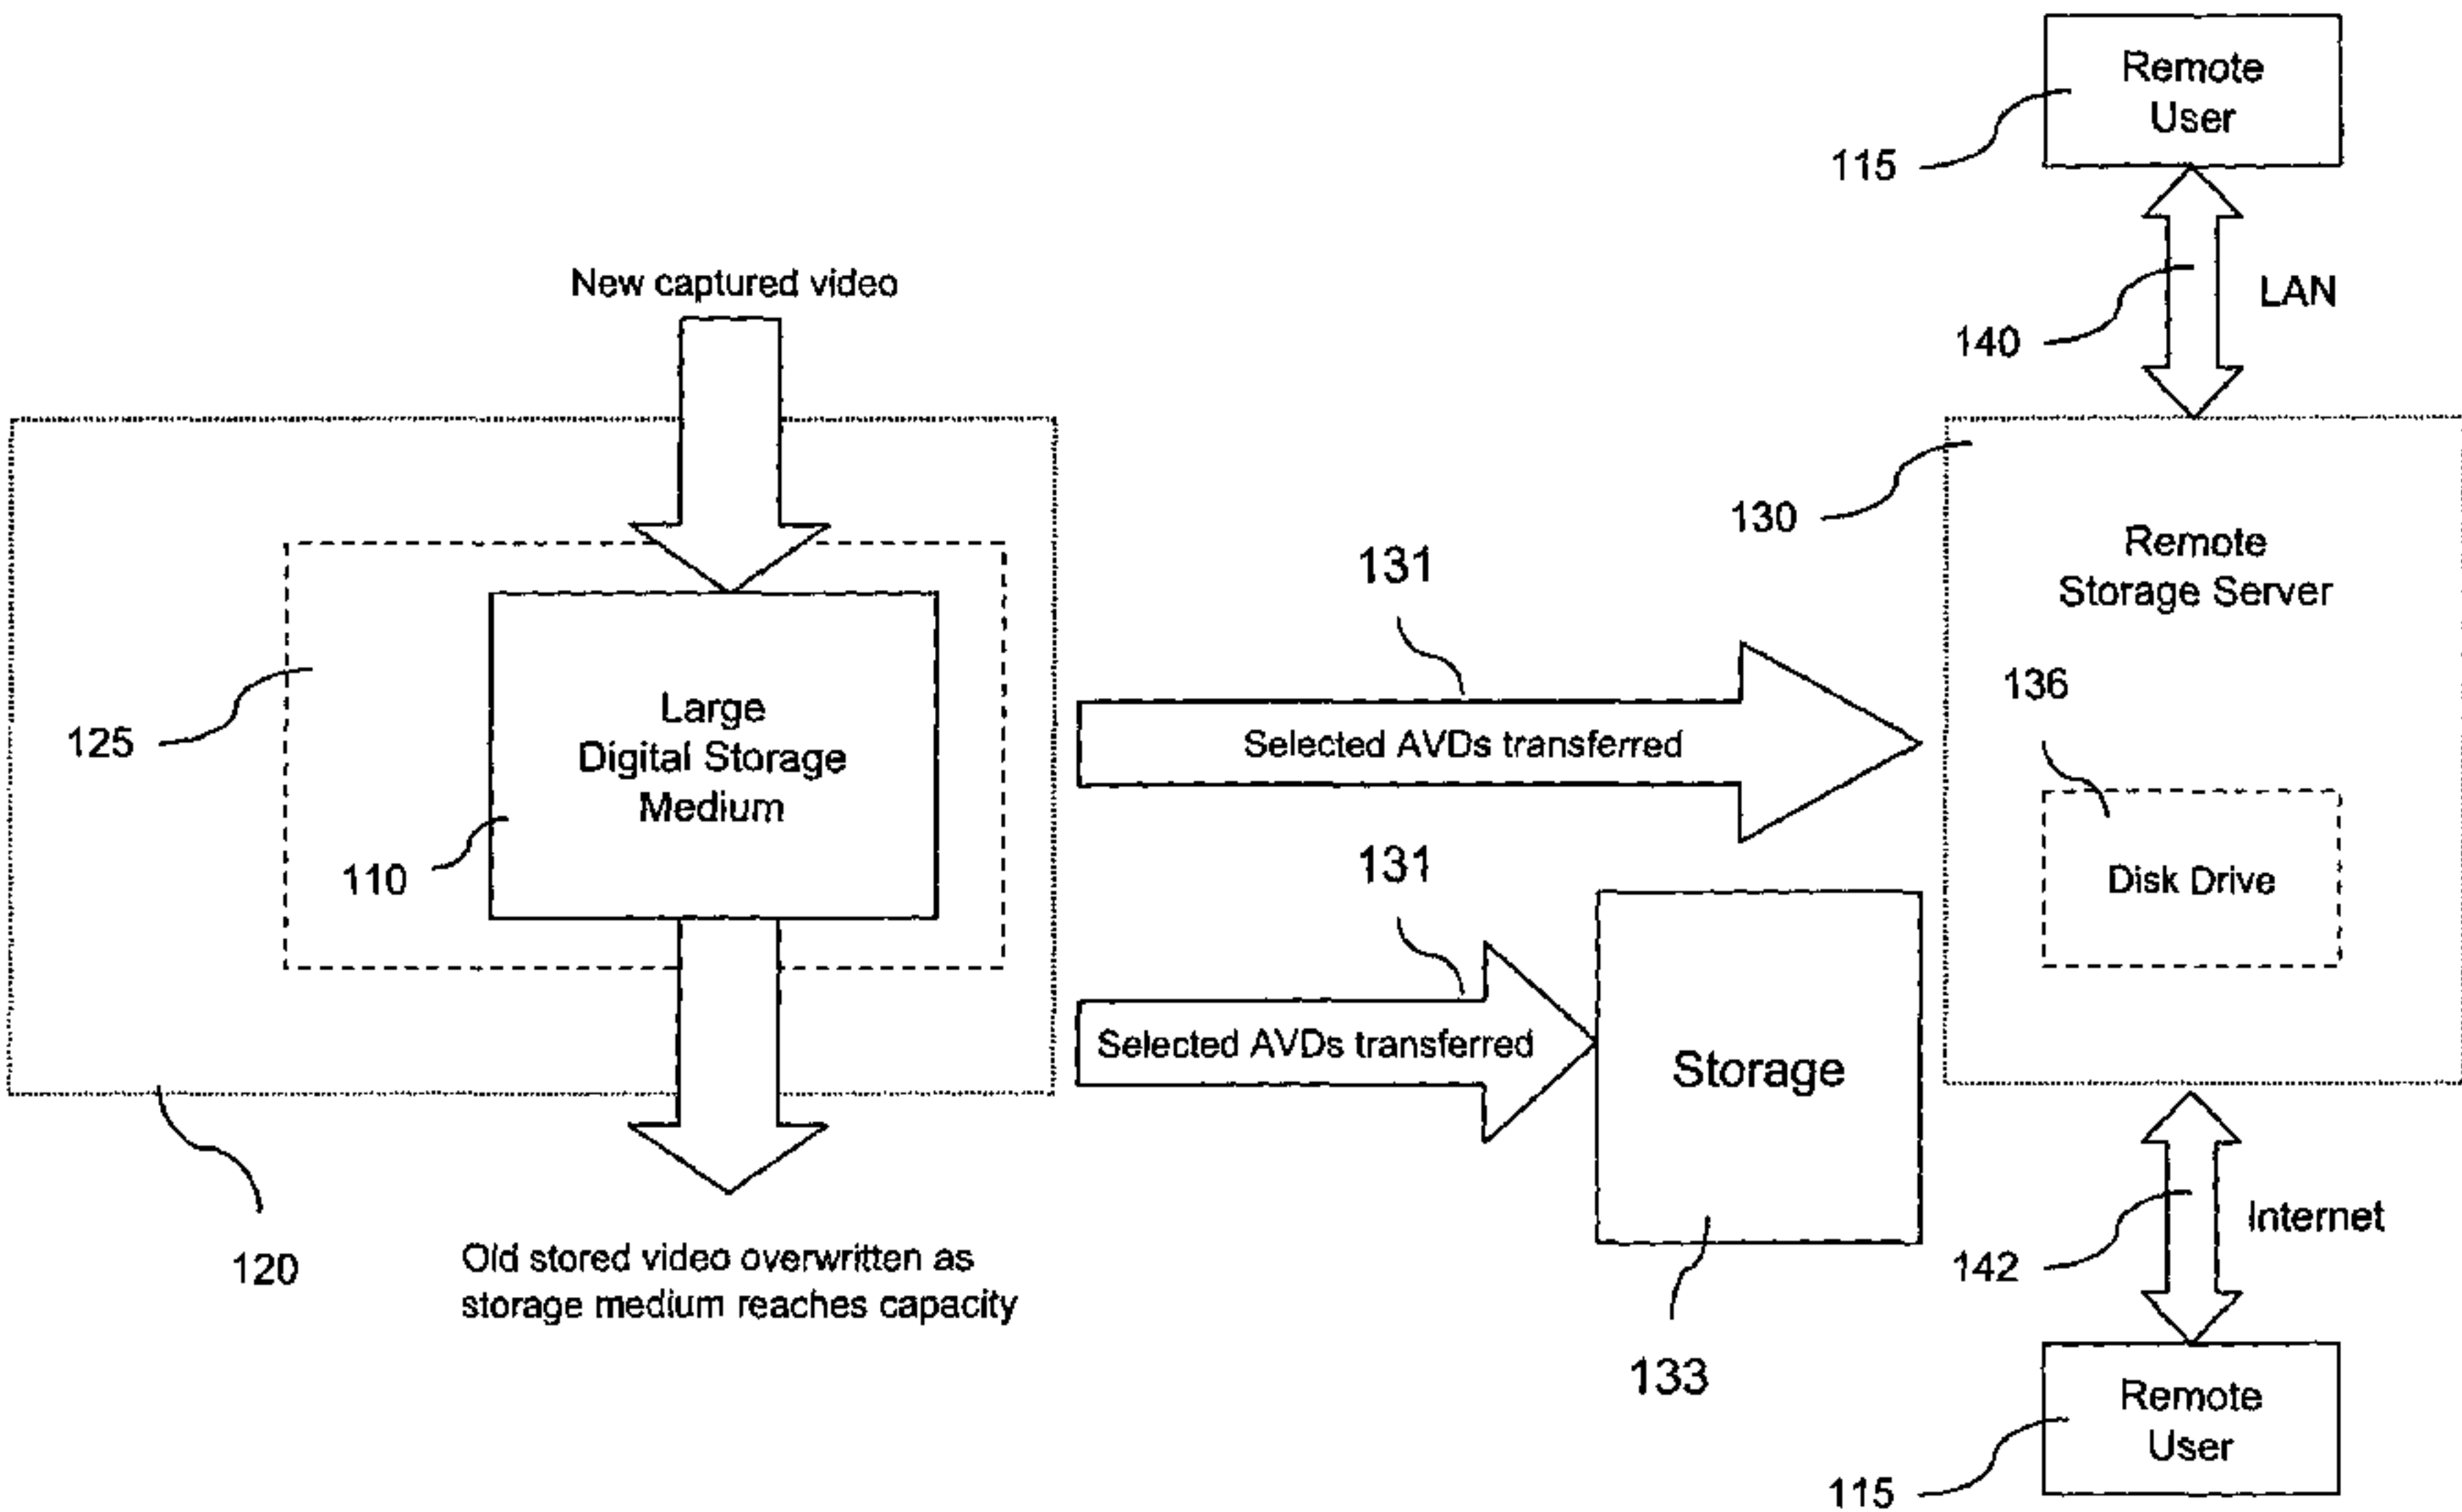 Remote
User
115
LAN
140
New captured video
130
Remote
Storage Server
131
Selected AVDs transferred
136
Disk Drive
125
Large
Digital Storage
Medium
110
131
Selected AVDs transferred
Storage
133
120
Old stored video overwritten as
storage medium reaches capacity
Internet
142
Remote
User
115